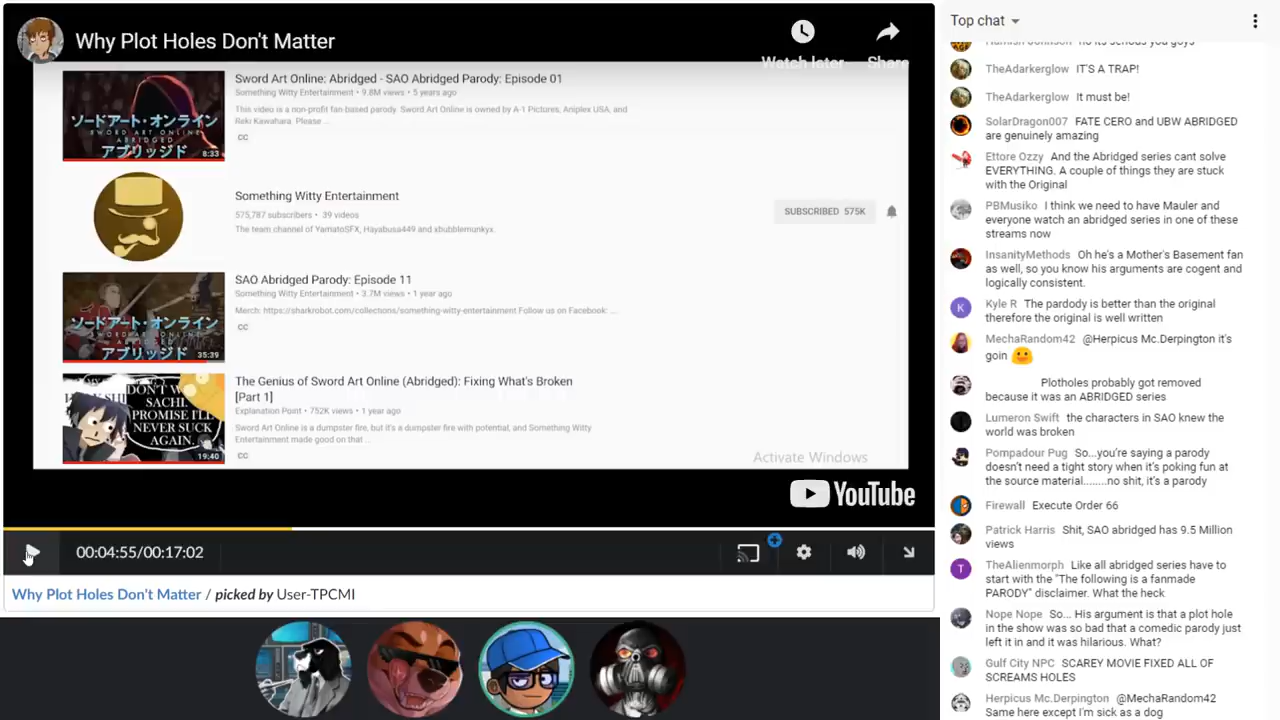 Why Plot Holes Don't Matter
Watch later
Share
Sword Art Online: Abridged - SAO Abridged Parody: Episode 01
Something Witty Entertainment • 9.8M views • 5 years ago
This video is a non-profit fan-based parody. Sword Art Online is owned by A-1 Pictures, Aniplex USA, and
Reki Kawahara. Please ...
CC
ソードアート・オンライン
SWORD ART ONLINE
ABRIDGED
アブリッジド
8:33
Something Witty Entertainment
575,787 subscribers • 39 videos
The team channel of YamatoSFX, Hayabusa449 and xbubblemunkyx.
SUBSCRIBED 575K
SAO Abridged Parody: Episode 11
Something Witty Entertainment • 3.7M views • 1 year ago
Merch: https://sharkrobot.com/collections/something-witty-entertainment Follow us on Facebook: ...
CC
ソードアート・オンライン
SWORD ART ONLINE
ABRIDGED
アブリッジド
35:39
The Genius of Sword Art Online (Abridged): Fixing What's Broken
[Part 1]
Explanation Point • 752K views • 1 year ago
Sword Art Online is a dumpster fire, but it's a dumpster fire with potential, and Something Witty
Entertainment made good on that ...
CC
DON'T
SACHI.
PROMISE I'LL
NEVER SUCK
AGAIN.
19:40
Activate Windows
YouTube
00:04:55/00:17:02
Why Plot Holes Don't Matter / picked by User-TPCMI
Top chat
Hamish Johnson no its serious you guys
TheAdarkerglow IT'S A TRAP!
TheAdarkerglow It must be!
SolarDragon007 FATE CERO and UBW ABRIDGED
are genuinely amazing
Ettore Ozzy And the Abridged series cant solve
EVERYTHING. A couple of things they are stuck
with the Original
PBMusiko I think we need to have Mauler and
everyone watch an abridged series in one of these
streams now
InsanityMethods Oh he's a Mother's Basement fan
as well, so you know his arguments are cogent and
logically consistent.
K
Kyle R The pardody is better than the original
therefore the original is well written
MechaRandom42 @Herpicus Mc.Derpington it's
goin
Plotholes probably got removed
because it was an ABRIDGED series
Lumeron Swift the characters in SAO knew the
world was broken
Pompadour Pug So...you're saying a parody
doesn't need a tight story when it's poking fun at
the source material........no shit, it's a parody
Firewall Execute Order 66
Patrick Harris Shit, SAO abridged has 9.5 Million
views
T
TheAlienmorph Like all abridged series have to
start with the "The following is a fanmade
PARODY" disclaimer. What the heck
Nope Nope So... His argument is that a plot hole
in the show was so bad that a comedic parody just
left it in and it was hilarious. What?
Gulf City NPC SCAREY MOVIE FIXED ALL OF
SCREAMS HOLES
Herpicus Mc.Derpington @MechaRandom42
Same here except I'm sick as a dog